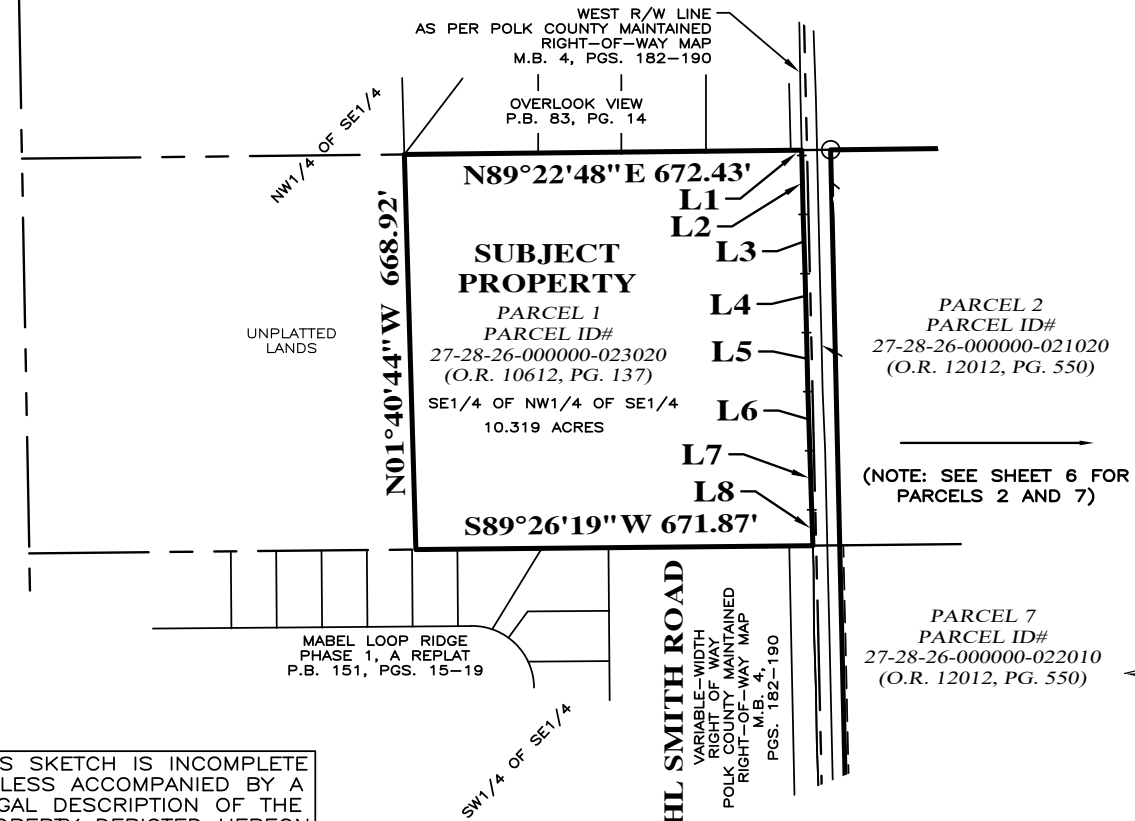 WEST R/W LINE
AS PER POLK COUNTY MAINTAINED
RIGHT-OF-WAY MAP
M.B. 4, PGS. 182-190
OVERLOOK VIEW
P.B. 83, PG. 14
NW1/4 OF SE1/4
N89°22'48"E 672.43'
L1
L2
L3
L4
L5
L6
L7
L8
N01°40'44"W 668.92'
SUBJECT
PROPERTY
PARCEL 1
PARCEL ID#
27-28-26-000000-023020
(O.R. 10612, PG. 137)
SE1/4 OF NW1/4 OF SE1/4
10.319 ACRES
UNPLATTED
LANDS
PARCEL 2
PARCEL ID#
27-28-26-000000-021020
(O.R. 12012, PG. 550)
(NOTE: SEE SHEET 6 FOR
PARCELS 2 AND 7)
S89°26'19"W 671.87'
MABEL LOOP RIDGE
PHASE 1, A REPLAT
P.B. 151, PGS. 15-19
HL SMITH ROAD
VARIABLE-WIDTH
RIGHT OF WAY
POLK COUNTY MAINTAINED
RIGHT-OF-WAY MAP
M.B. 4,
PGS. 182-190
PARCEL 7
PARCEL ID#
27-28-26-000000-022010
(O.R. 12012, PG. 550)
SW1/4 OF SE1/4
S SKETCH IS INCOMPLETE
LESS ACCOMPANIED BY A
GAL DESCRIPTION OF THE
OPERTY DEPICTED HEREON